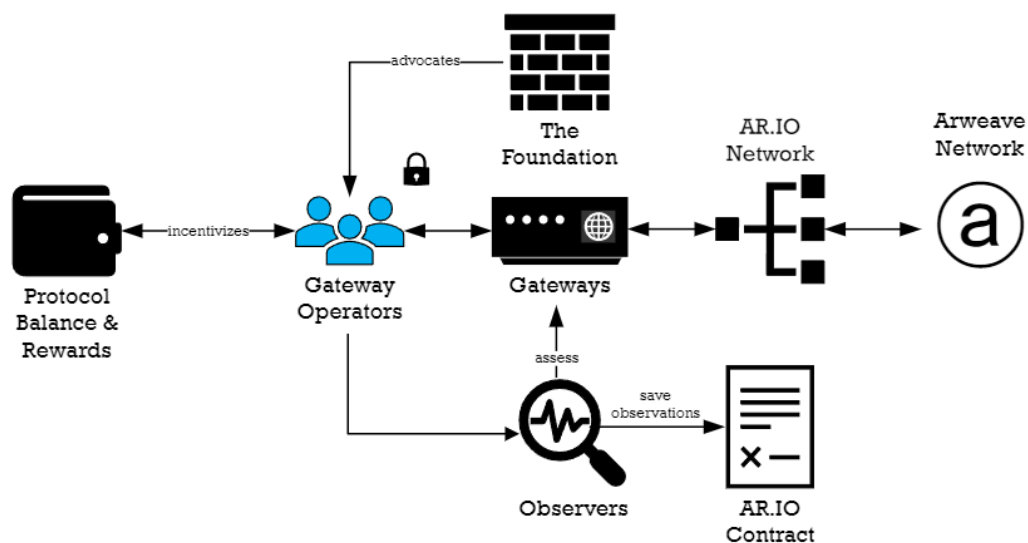 advocates
The
Foundation
AR.IO
Network
Arweave
Network
a
incentivizes
Protocol
Balance &
Rewards
Gateway
Operators
Gateways
assess
save
observations
Observers
AR.IO
Contract